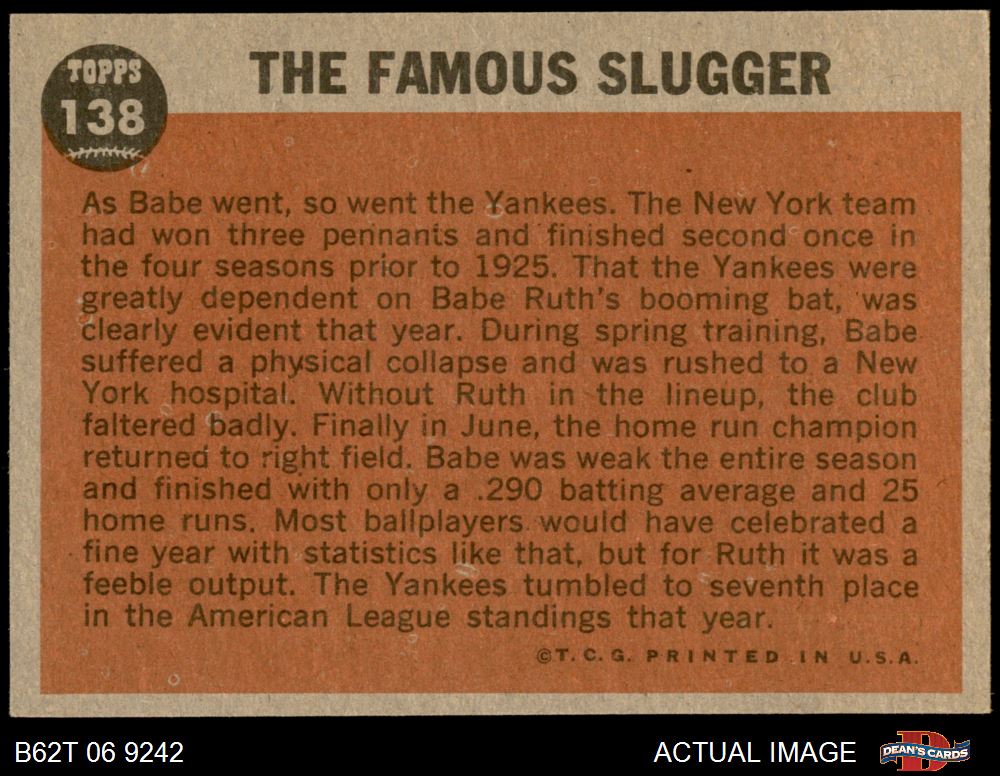 TOPPS
138
THE FAMOUS SLUGGER
As Babe went, so went the Yankees. The New York team
had won three pennants and finished second once in
the four seasons prior to 1925. That the Yankees were
greatly dependent on Babe Ruth's booming bat, was
clearly evident that year. During spring training, Babe
suffered a physical collapse and was rushed to a New
York hospital. Without Ruth in the lineup, the club
faltered badly. Finally in June, the home run champion
returned to right field. Babe was weak the entire season
and finished with only a .290 batting average and 25
home runs. Most ballplayers would have celebrated a
fine year with statistics like that, but for Ruth it was a
feeble output. The Yankees tumbled to seventh place
in the American League standings that year.
©T.C.G. PRINTED IN U.S.A.
B62T 06 9242
ACTUAL IMAGE
D
DEAN'S CARDS